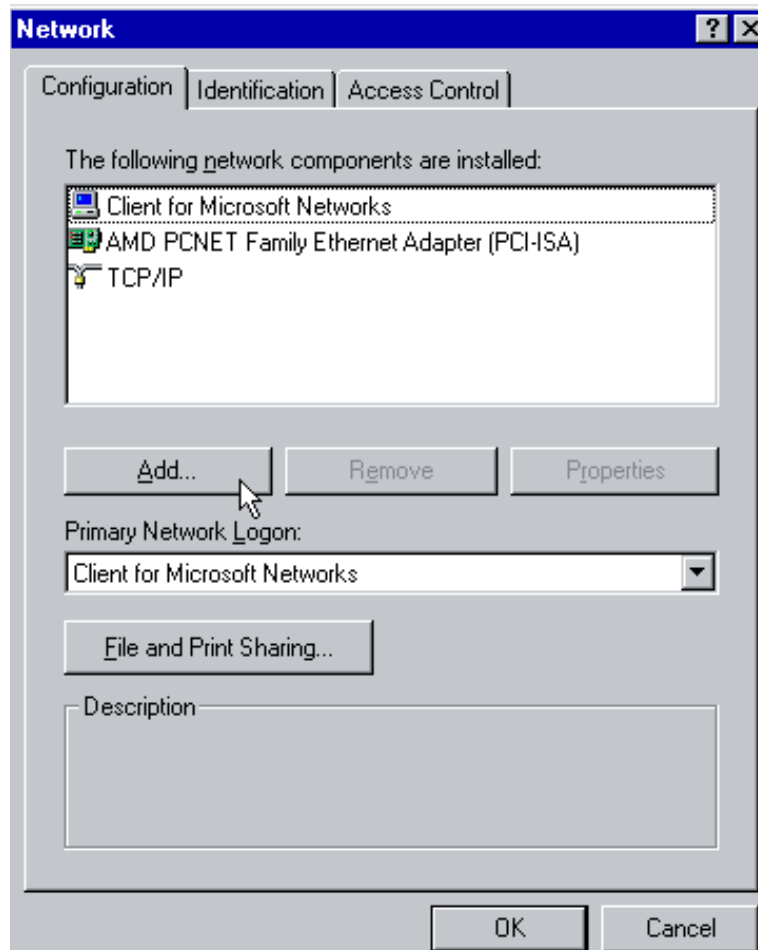 Network
Configuration Identification Access Control
The following network components are installed:
Client for Microsoft Networks
AMD PCNET Family Ethernet Adapter (PCI-ISA)
TCP/IP
Add... Remove Properties
Primary Network Logon:
Client for Microsoft Networks
File and Print Sharing...
Description
OK Cancel